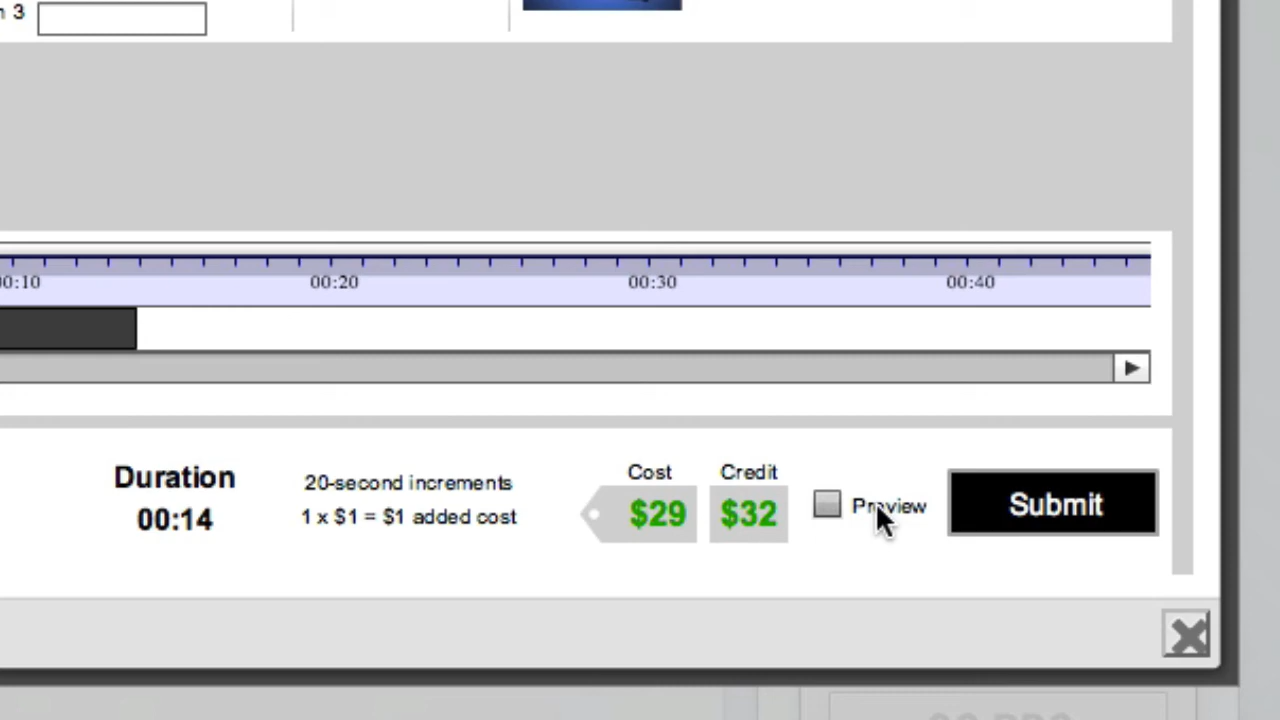 n 3
00:10 00:20 00:30 00:40
Duration
00:14
20-second increments
1 x $1 = $1 added cost
Cost
$29
Credit
$32
Preview
Submit